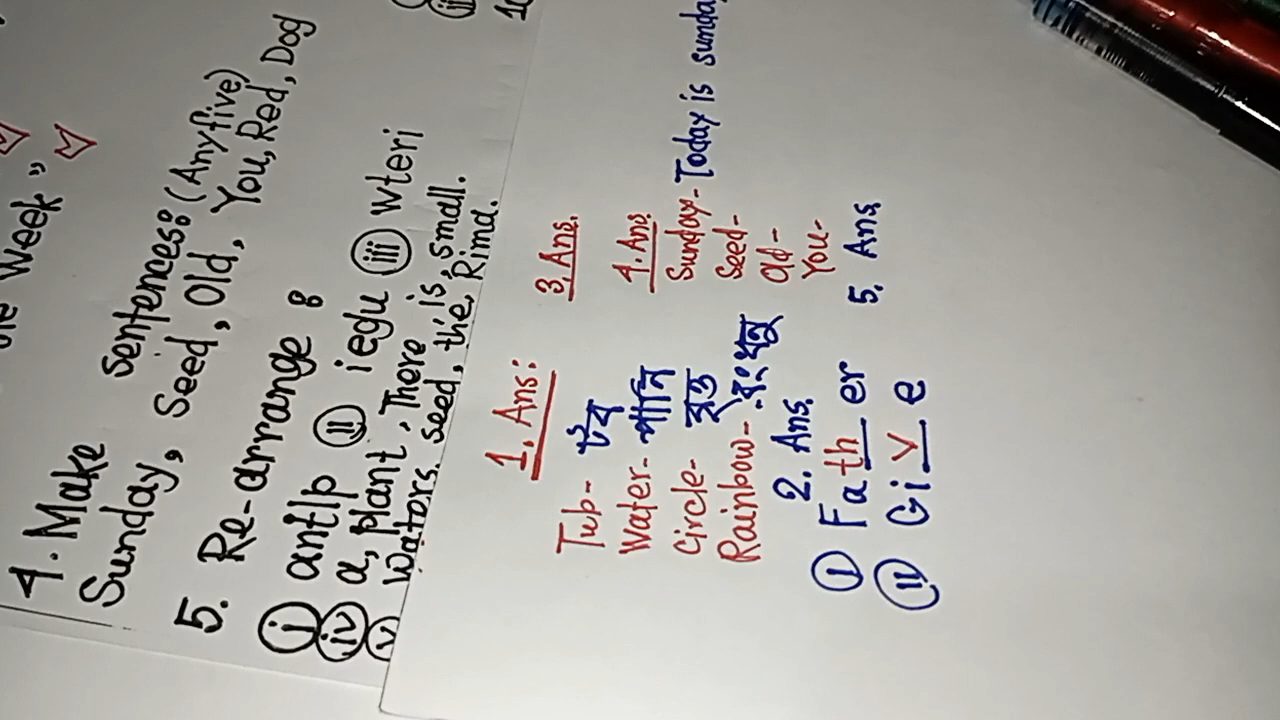 Week"
4. Make sentences: (Any five)
Sunday, Seed, Old, You, Red, Dog
5. Re-arrange :
(i) antlp (ii) iegu (iii) wteri
(iv) a, plant, There is, small.
(v) Wators, seed, the, Rima.
1. Ans:
Tub- টব
Water- পানি
Circle- বৃত্ত
Rainbow- রংধনু
2. Ans.
(i) Father
(ii) Give
3. Ans.
4. Ans.
Sunday- Today is sunday
Seed-
Old-
You-
5. Ans